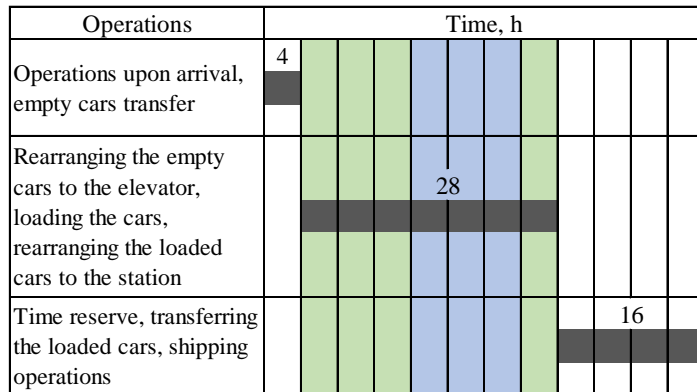 Operations
Time, h
Operations upon arrival,
empty cars transfer
4
Rearranging the empty
cars to the elevator,
loading the cars,
rearranging the loaded
cars to the station
28
Time reserve, transferring
the loaded cars, shipping
operations
16